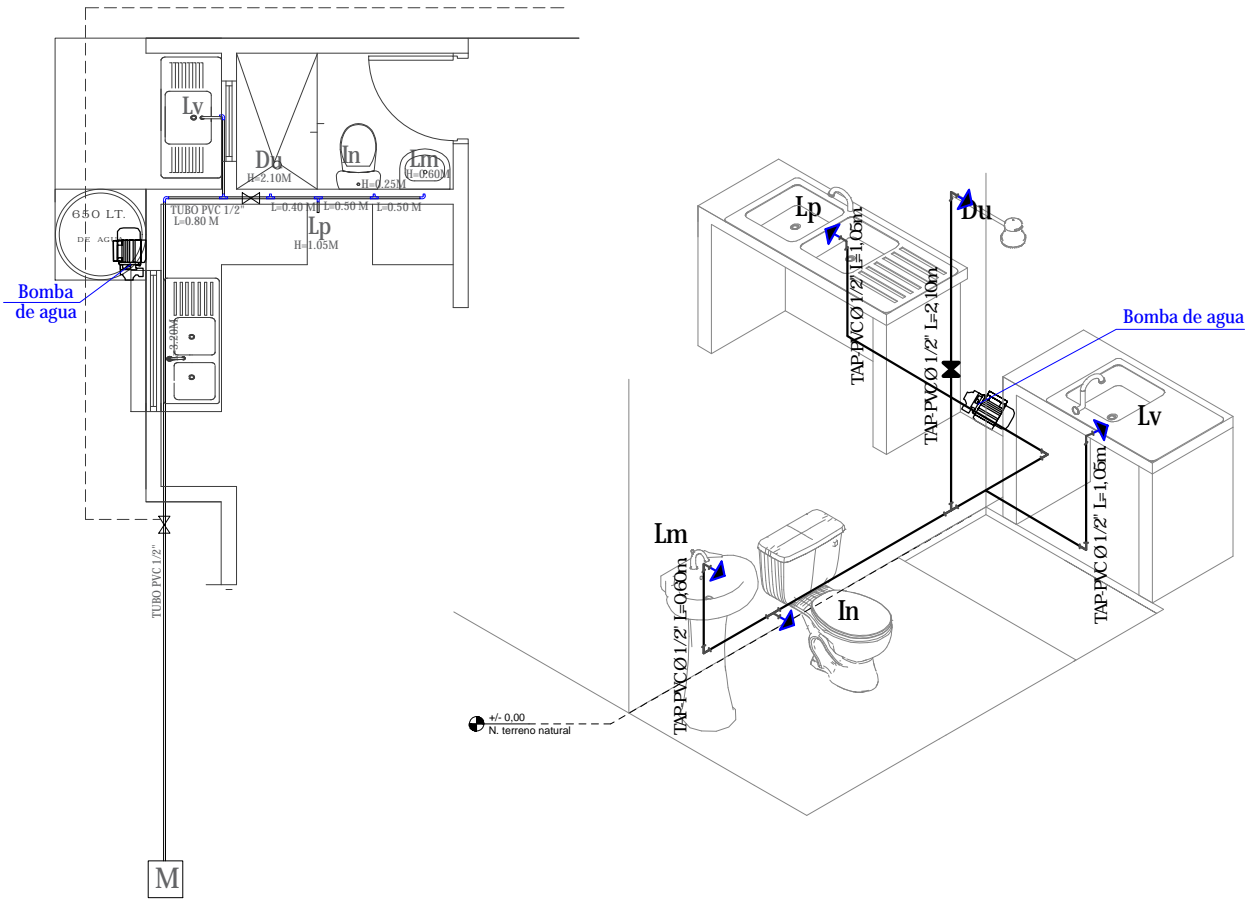 Lv
Du
H=2.10M
In
H=0.25M
Lm
H=0.60M
TUBO PVC 1/2"
L=0.80 M
L=0.40 M
L=0.50 M
L=0.50 M
Lp
H=1.05M
650 LT.
DE AGUA
Bomba
de agua
3.20M
TUBO PVC 1/2"
M
Lp
TAP-PVC Ø 1/2" L=1,05m
Du
TAP-PVC Ø 1/2" L=2,10m
Bomba de agua
Lv
TAP-PVC Ø 1/2" L=1,05m
Lm
TAP-PVC Ø 1/2" L=0.60m
In
+/- 0,00
N. terreno natural